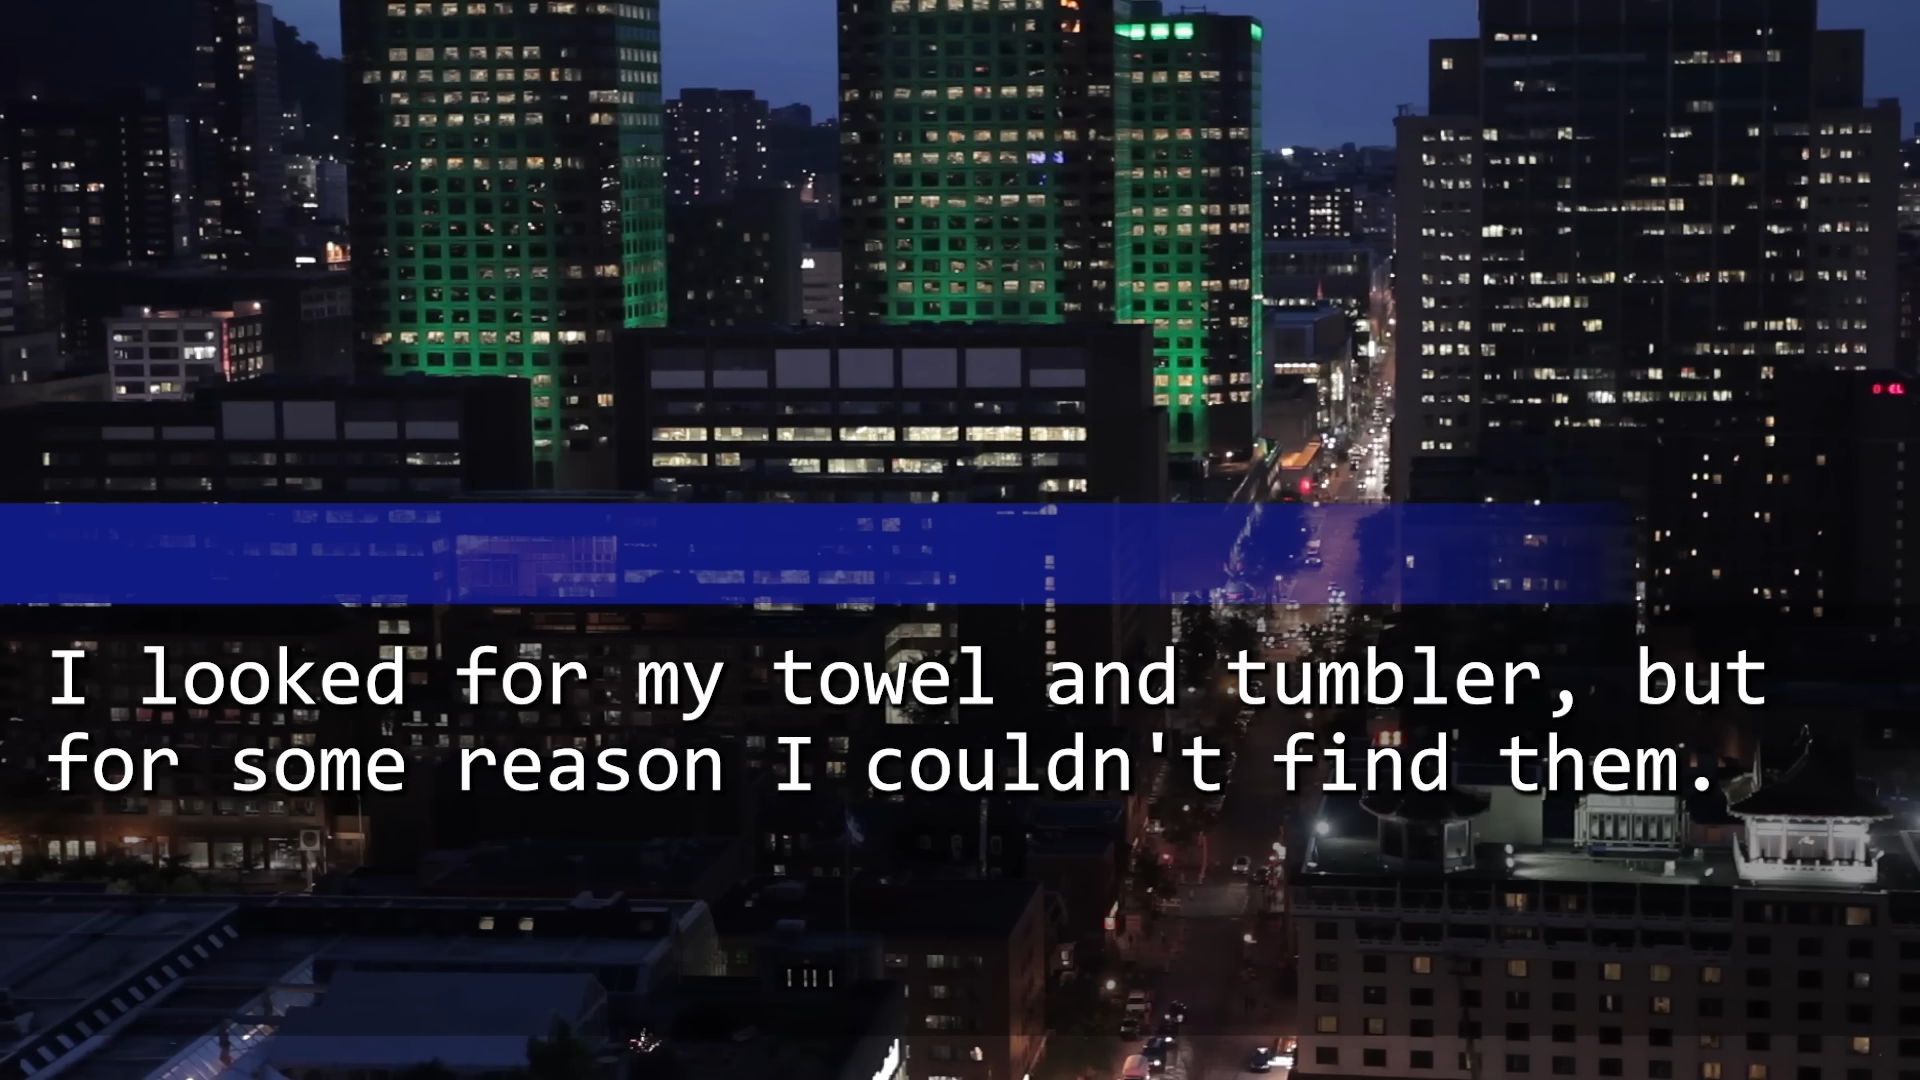 I looked for my towel and tumbler, but
for some reason I couldn't find them.